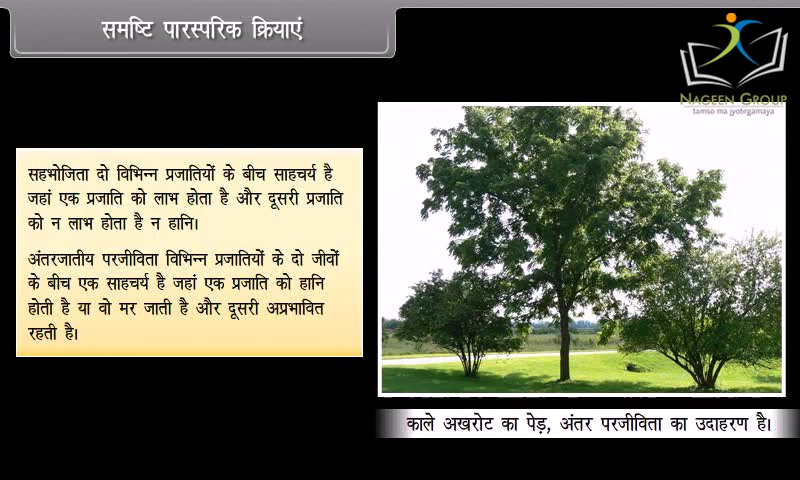 समष्टि पारस्परिक क्रियाएं
NAGEEN GROUP
tamso ma jyotirgamaya
सहभोजिता दो विभिन्न प्रजातियों के बीच साहचर्य है
जहां एक प्रजाति को लाभ होता है और दूसरी प्रजाति
को न लाभ होता है न हानि।
अंतरजातीय परजीविता विभिन्न प्रजातियों के दो जीवों
के बीच एक साहचर्य है जहां एक प्रजाति को हानि
होती है या वो मर जाती है और दूसरी अप्रभावित
रहती है।
काले अखरोट का पेड़, अंतर परजीविता का उदाहरण है।